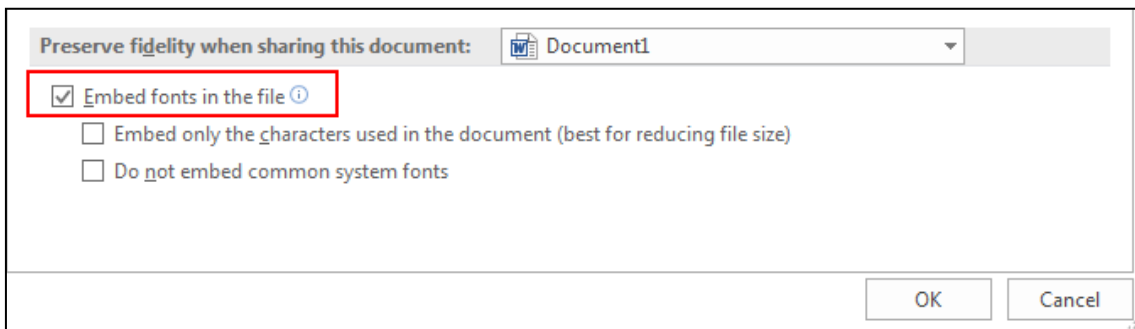 Preserve fidelity when sharing this document: Document1
Embed fonts in the file
Embed only the characters used in the document (best for reducing file size)
Do not embed common system fonts
OK Cancel